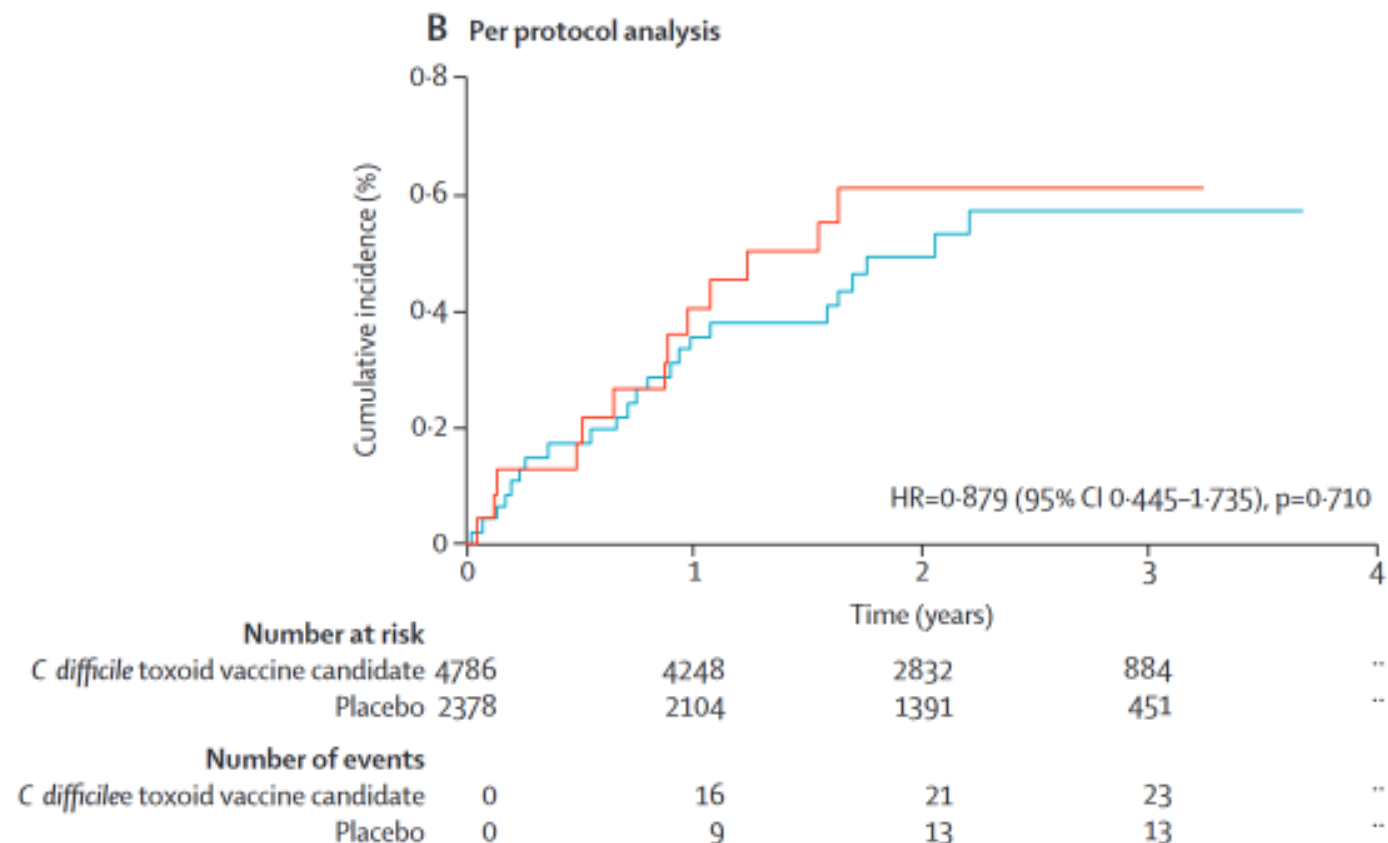 B Per protocol analysis
0·8
0·6
0·4
0·2
0
Cumulative incidence (%)
HR=0·879 (95% CI 0·445–1·735), p=0·710
0 1 2 3 4
Time (years)
Number at risk
C difficile toxoid vaccine candidate 4786 4248 2832 884 ··
Placebo 2378 2104 1391 451 ··
Number of events
C difficilee toxoid vaccine candidate 0 16 21 23 ··
Placebo 0 9 13 13 ··